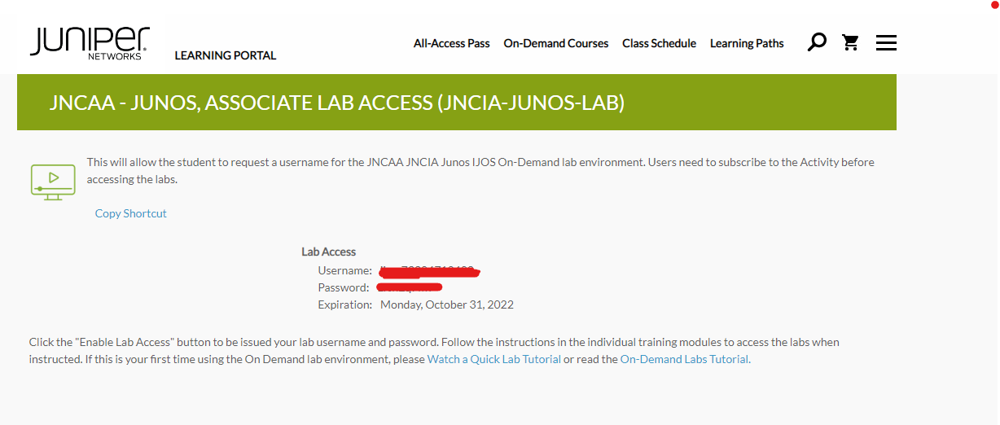 JUNIPER
NETWORKS
LEARNING PORTAL
All-Access Pass On-Demand Courses Class Schedule Learning Paths
JNCAA - JUNOS, ASSOCIATE LAB ACCESS (JNCIA-JUNOS-LAB)
This will allow the student to request a username for the JNCAA JNCIA Junos IJOS On-Demand lab environment. Users need to subscribe to the Activity before
accessing the labs.
Copy Shortcut
Lab Access
Username:
Password:
Expiration: Monday, October 31, 2022
Click the "Enable Lab Access" button to be issued your lab username and password. Follow the instructions in the individual training modules to access the labs when
instructed. If this is your first time using the On Demand lab environment, please Watch a Quick Lab Tutorial or read the On-Demand Labs Tutorial.